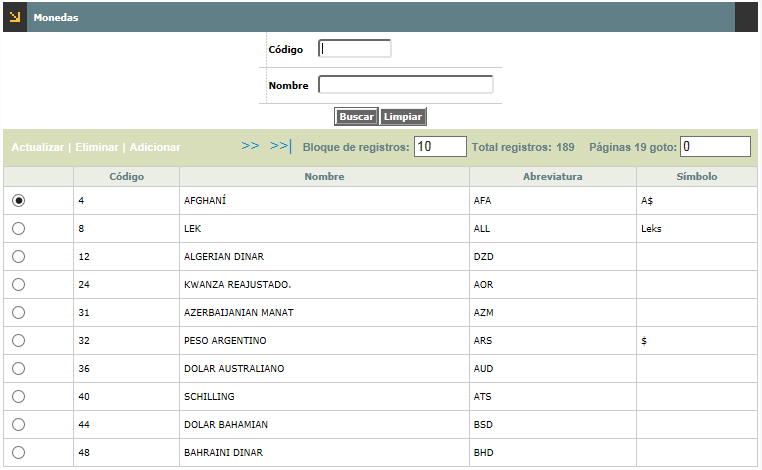 Monedas
Código
Nombre
Buscar Limpiar
Actualizar | Eliminar | Adicionar >> >>| Bloque de registros: 10 Total registros: 189 Páginas 19 goto: 0
Código Nombre Abreviatura Símbolo
4 AFGHANÍ AFA A$
8 LEK ALL Leks
12 ALGERIAN DINAR DZD
24 KWANZA REAJUSTADO. AOR
31 AZERBAIJANIAN MANAT AZM
32 PESO ARGENTINO ARS $
36 DOLAR AUSTRALIANO AUD
40 SCHILLING ATS
44 DOLAR BAHAMIAN BSD
48 BAHRAINI DINAR BHD